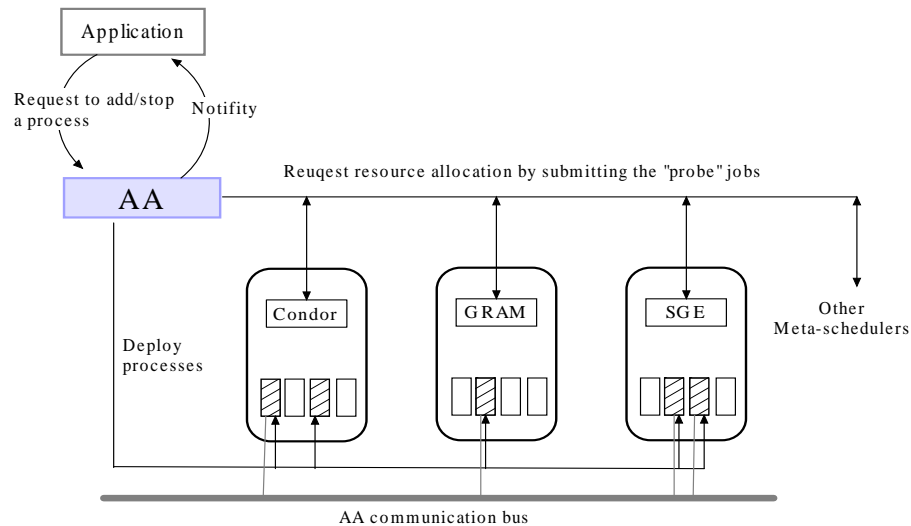 Application
Request to add/stop
a process
Notifity
Reuqest resource allocation by submitting the "probe" jobs
AA
Condor
GRAM
SGE
Other
Meta-schedulers
Deploy
processes
AA communication bus